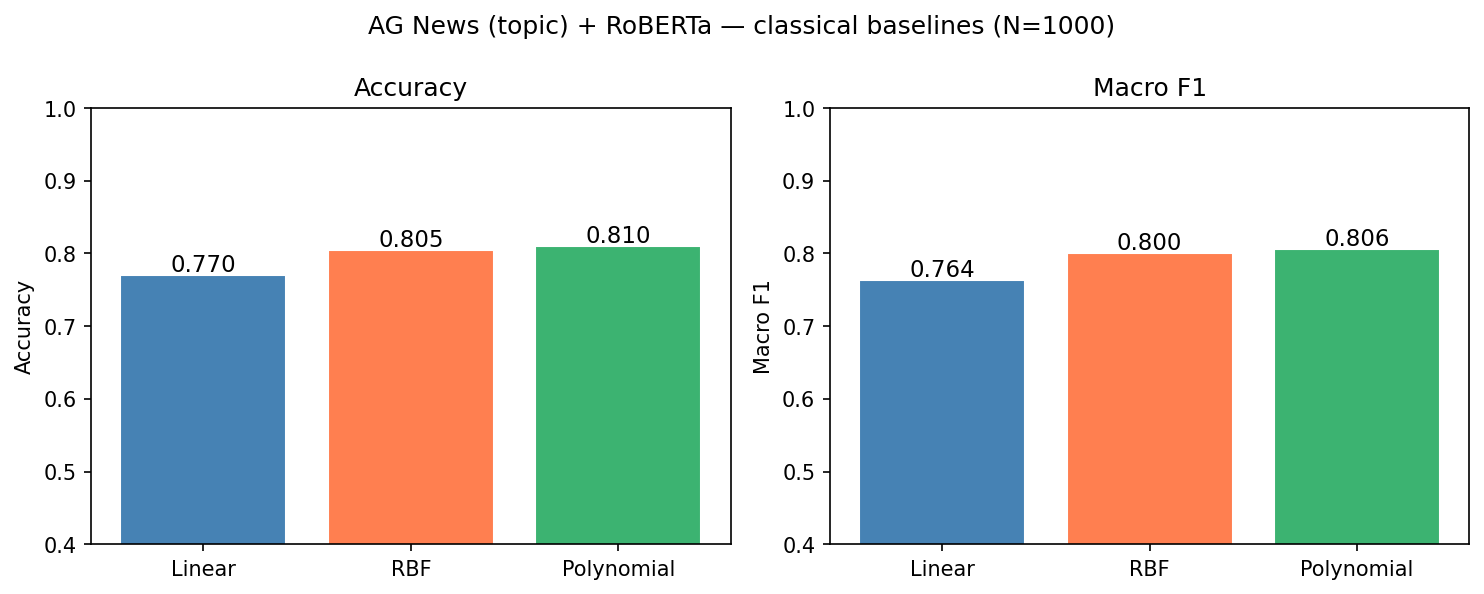 AG News (topic) + RoBERTa — classical baselines (N=1000)
Accuracy
1.0
0.9
0.8
0.7
0.6
0.5
0.4
Accuracy
0.770
0.805
0.810
Linear RBF Polynomial
Macro F1
1.0
0.9
0.8
0.7
0.6
0.5
0.4
Macro F1
0.764
0.800
0.806
Linear RBF Polynomial